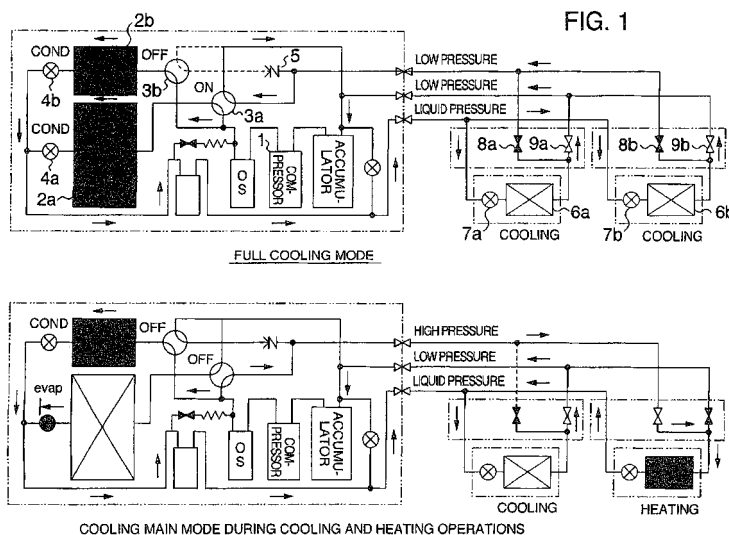 FIG. 1
2b
COND
OFF
5
LOW PRESSURE
4b
3b
ON
LOW PRESSURE
3a
LIQUID PRESSURE
COND
1
8a
9a
8b
9b
4a
OS
COM-
PRESSOR
ACCUMU-
LATOR
2a
6a
6b
7a
COOLING
7b
COOLING
FULL COOLING MODE
COND
OFF
HIGH PRESSURE
OFF
LOW PRESSURE
evap
LIQUID PRESSURE
OS
COM-
PRESSOR
ACCUMU-
LATOR
COOLING
HEATING
COOLING MAIN MODE DURING COOLING AND HEATING OPERATIONS